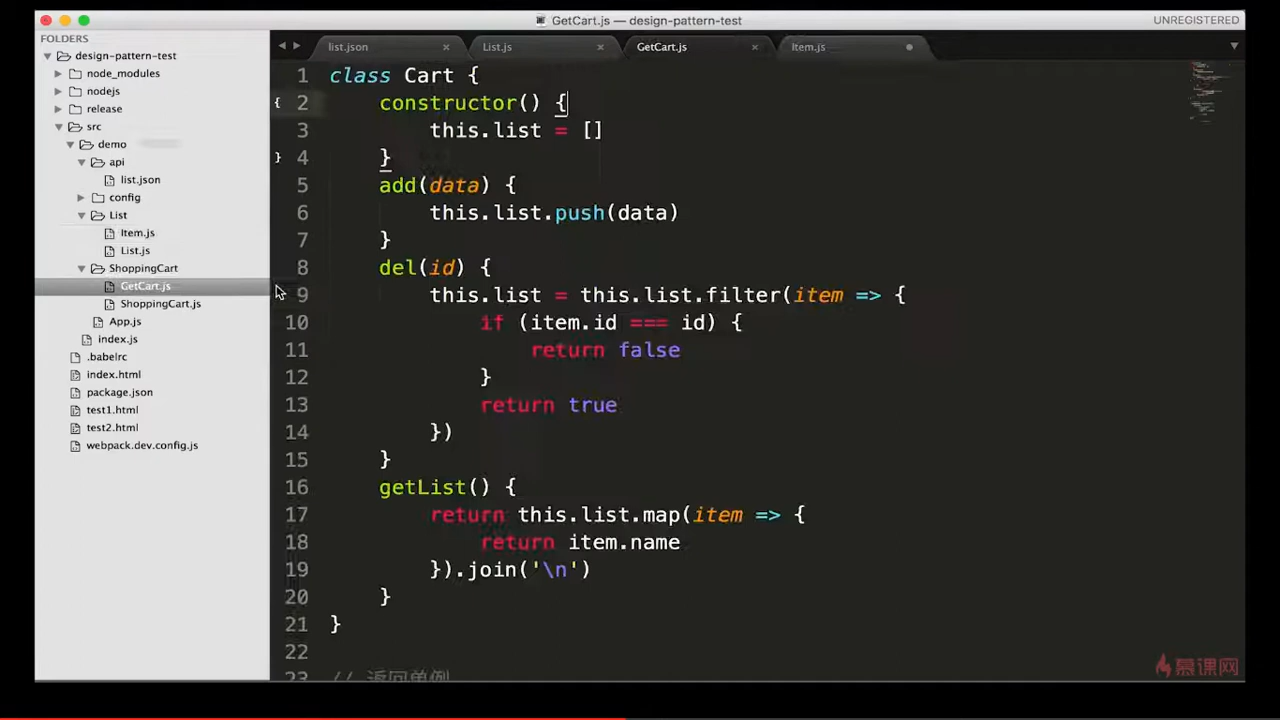 GetCart.js — design-pattern-test
UNREGISTERED
FOLDERS
design-pattern-test
node_modules
nodejs
release
src
demo
api
list.json
config
List
Item.js
List.js
ShoppingCart
GetCart.js
ShoppingCart.js
App.js
index.js
.babelrc
index.html
package.json
test1.html
test2.html
webpack.dev.config.js
list.json
List.js
GetCart.js
Item.js
1 class Cart {
2 constructor() {
3 this.list = []
4 }
5 add(data) {
6 this.list.push(data)
7 }
8 del(id) {
9 this.list = this.list.filter(item => {
10 if (item.id === id) {
11 return false
12 }
13 return true
14 })
15 }
16 getList() {
17 return this.list.map(item => {
18 return item.name
19 }).join('\n')
20 }
21 }
22
23 // 返回单例
慕课网